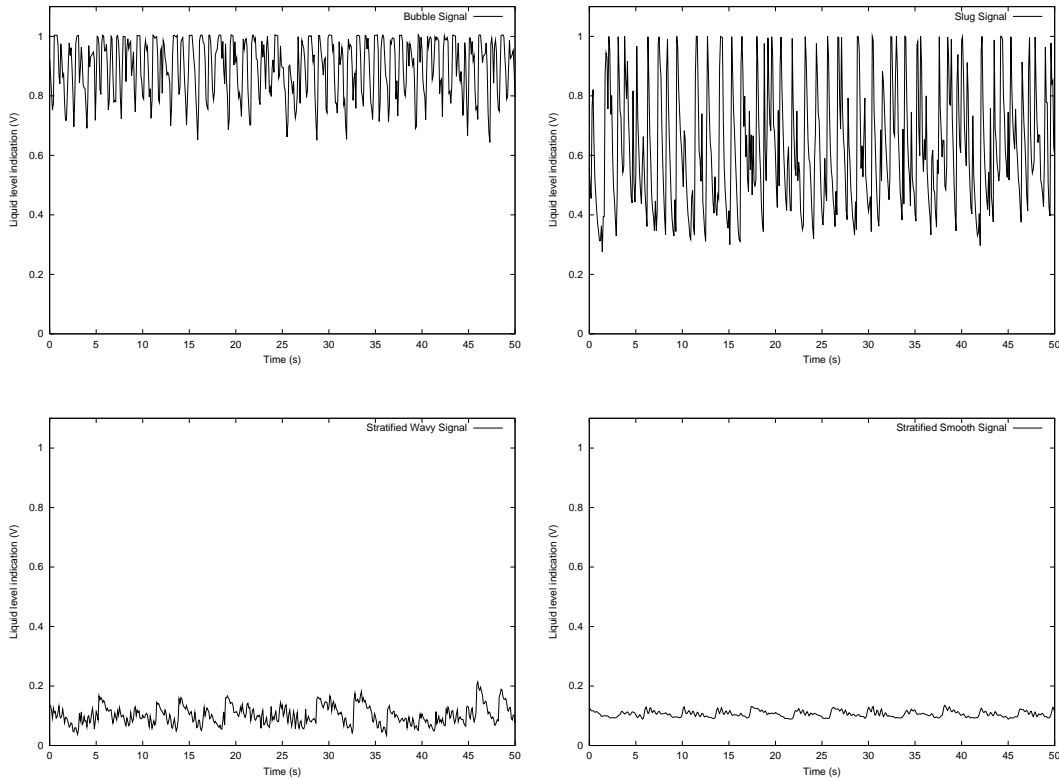 Bubble Signal
1
0.8
0.6
0.4
0.2
0
0 5 10 15 20 25 30 35 40 45 50
Liquid level indication (V)
Time (s)
Slug Signal
1
0.8
0.6
0.4
0.2
0
0 5 10 15 20 25 30 35 40 45 50
Liquid level indication (V)
Time (s)
Stratified Wavy Signal
1
0.8
0.6
0.4
0.2
0
0 5 10 15 20 25 30 35 40 45 50
Liquid level indication (V)
Time (s)
Stratified Smooth Signal
1
0.8
0.6
0.4
0.2
0
0 5 10 15 20 25 30 35 40 45 50
Liquid level indication (V)
Time (s)